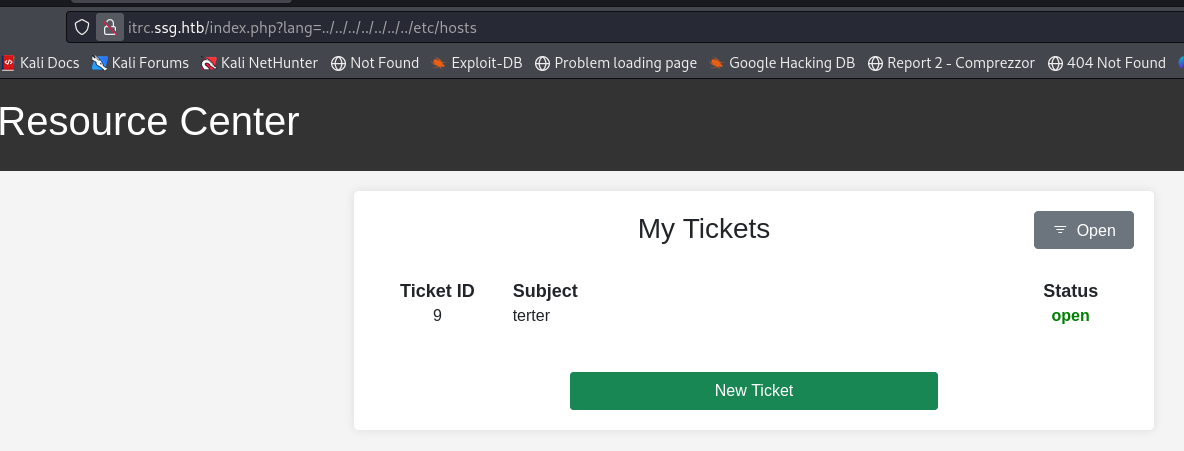 itrc.ssg.htb/index.php?lang=../../../../../../../etc/hosts
Kali Docs Kali Forums Kali NetHunter Not Found Exploit-DB Problem loading page Google Hacking DB Report 2 - Comprezzor 404 Not Found
Resource Center
My Tickets
Open
Ticket ID Subject Status
9 terter open
New Ticket